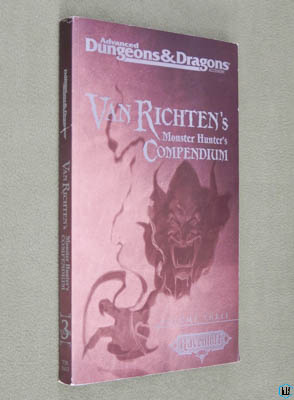 Advanced
Dungeons & Dragons
VAN RICHTEN'S
Monster Hunter's
COMPENDIUM
VOLUME THREE
RAVENLOFT
VAN RICHTEN'S
Monster Hunter's
COMPENDIUM
3